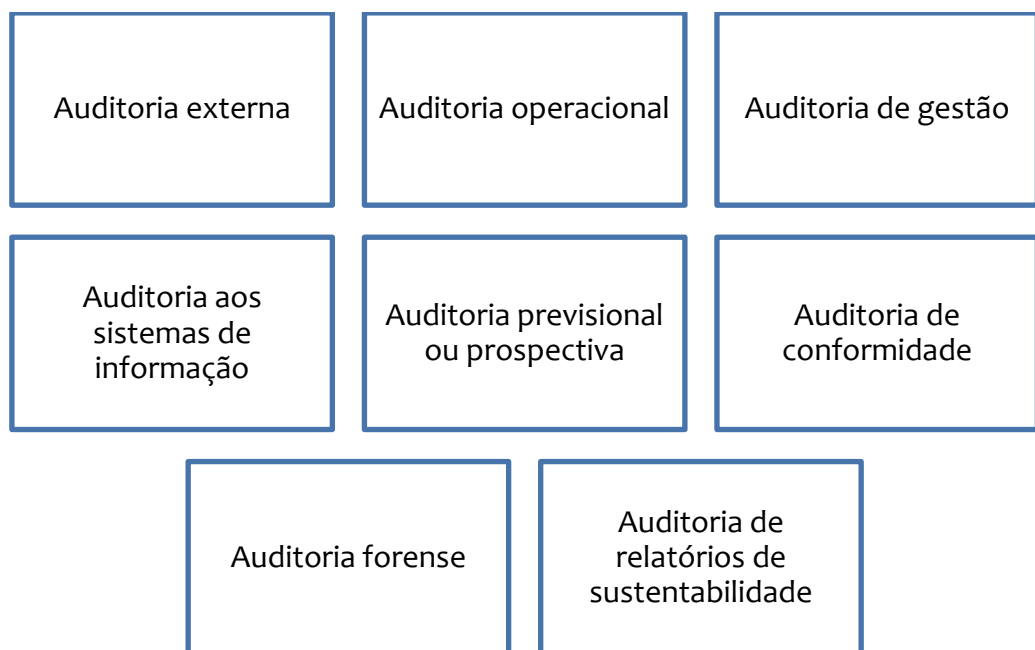 Auditoria externa
Auditoria operacional
Auditoria de gestão
Auditoria aos
sistemas de
informação
Auditoria previsional
ou prospectiva
Auditoria de
conformidade
Auditoria forense
Auditoria de
relatórios de
sustentabilidade